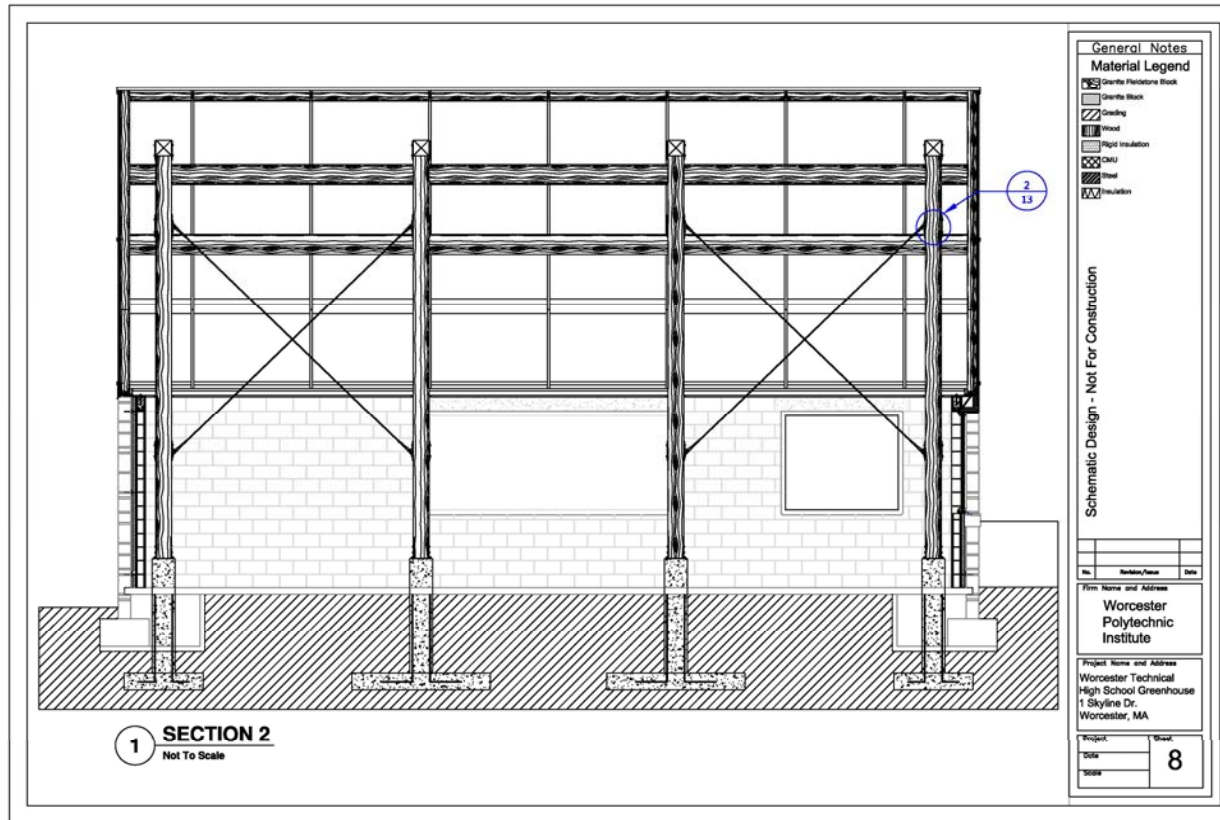 General Notes
Material Legend
Granite Fieldstone Block
Granite Block
Grading
Wood
Rigid Insulation
CMU
Steel
Insulation
2
13
Schematic Design - Not For Construction
No. Revision/Issue Date
Firm Name and Address
Worcester
Polytechnic
Institute
Project Name and Address
Worcester Technical
High School Greenhouse
1 Skyline Dr.
Worcester, MA
Project
Date
Scale
Sheet
8
1
SECTION 2
Not To Scale